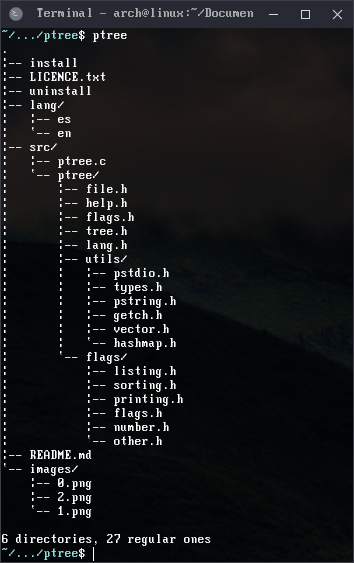 Terminal - arch@linux:~/Documen
~/.../ptree$ ptree
.
¦-- install
¦-- LICENCE.txt
¦-- uninstall
¦-- lang/
¦   ¦-- es
¦   `-- en
¦-- src/
¦   ¦-- ptree.c
¦   `-- ptree/
¦       ¦-- file.h
¦       ¦-- help.h
¦       ¦-- flags.h
¦       ¦-- tree.h
¦       ¦-- lang.h
¦       ¦-- utils/
¦       ¦   ¦-- pstdio.h
¦       ¦   ¦-- types.h
¦       ¦   ¦-- pstring.h
¦       ¦   ¦-- getch.h
¦       ¦   ¦-- vector.h
¦       ¦   `-- hashmap.h
¦       `-- flags/
¦           ¦-- listing.h
¦           ¦-- sorting.h
¦           ¦-- printing.h
¦           ¦-- flags.h
¦           ¦-- number.h
¦           `-- other.h
¦-- README.md
`-- images/
    ¦-- 0.png
    ¦-- 2.png
    `-- 1.png
6 directories, 27 regular ones
~/.../ptree$